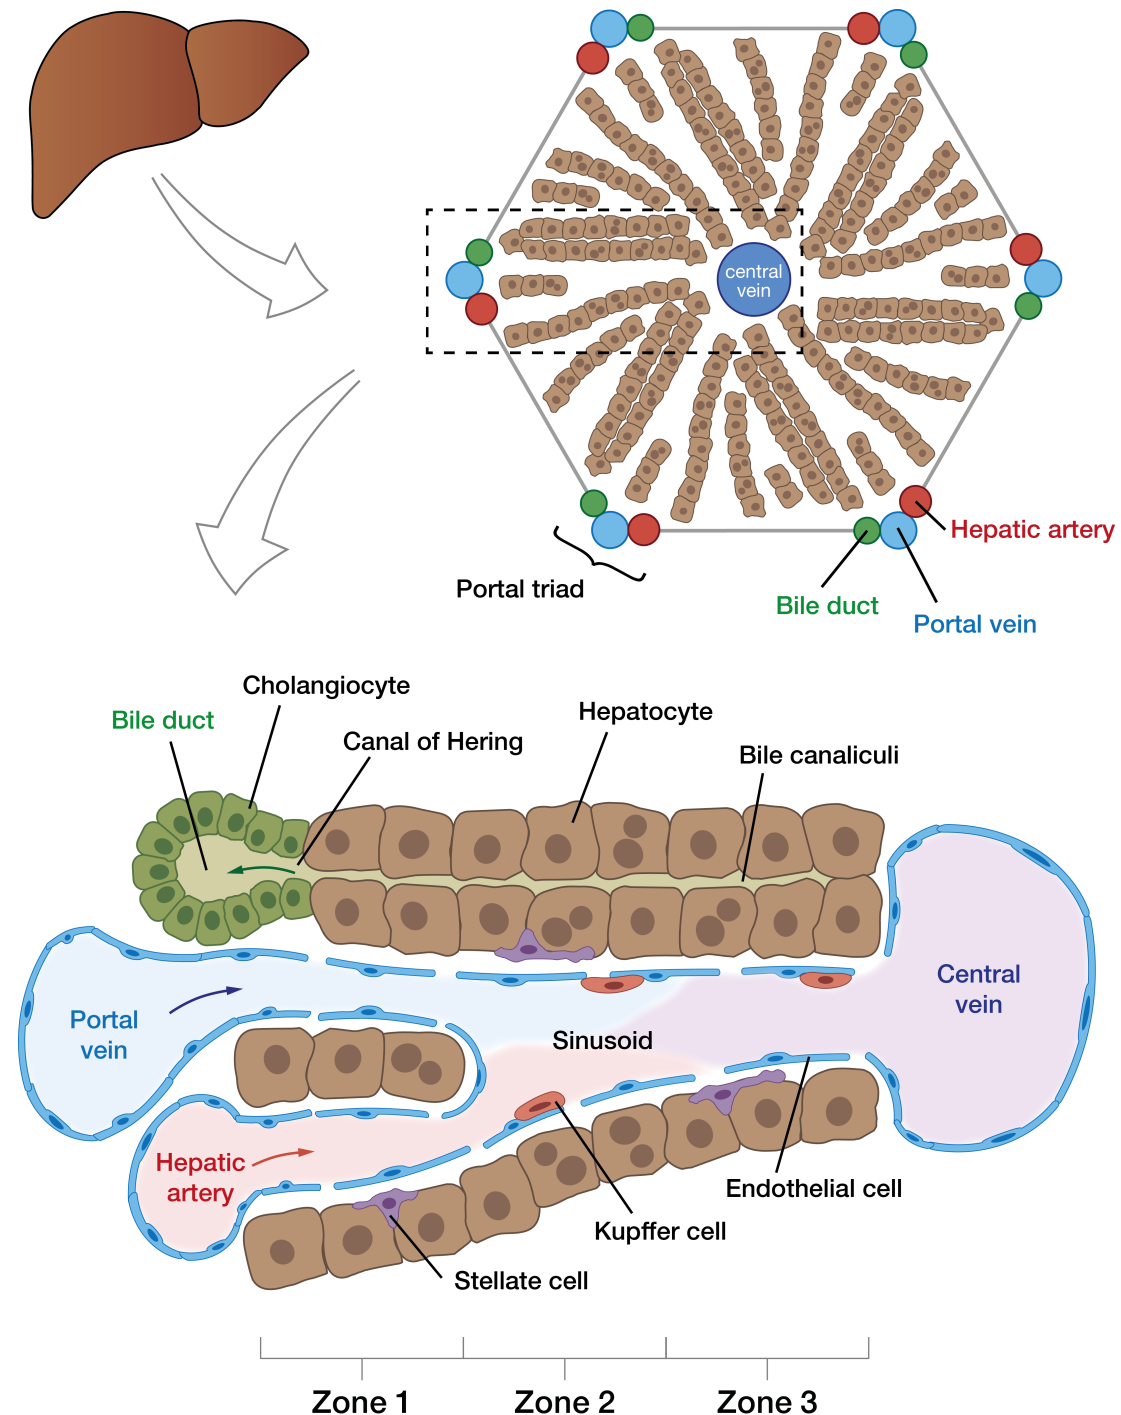 central
vein
Hepatic artery
Portal triad
Bile duct
Portal vein
Cholangiocyte
Bile duct
Hepatocyte
Canal of Hering
Bile canaliculi
Central
vein
Portal
vein
Sinusoid
Hepatic
artery
Endothelial cell
Kupffer cell
Stellate cell
Zone 1
Zone 2
Zone 3